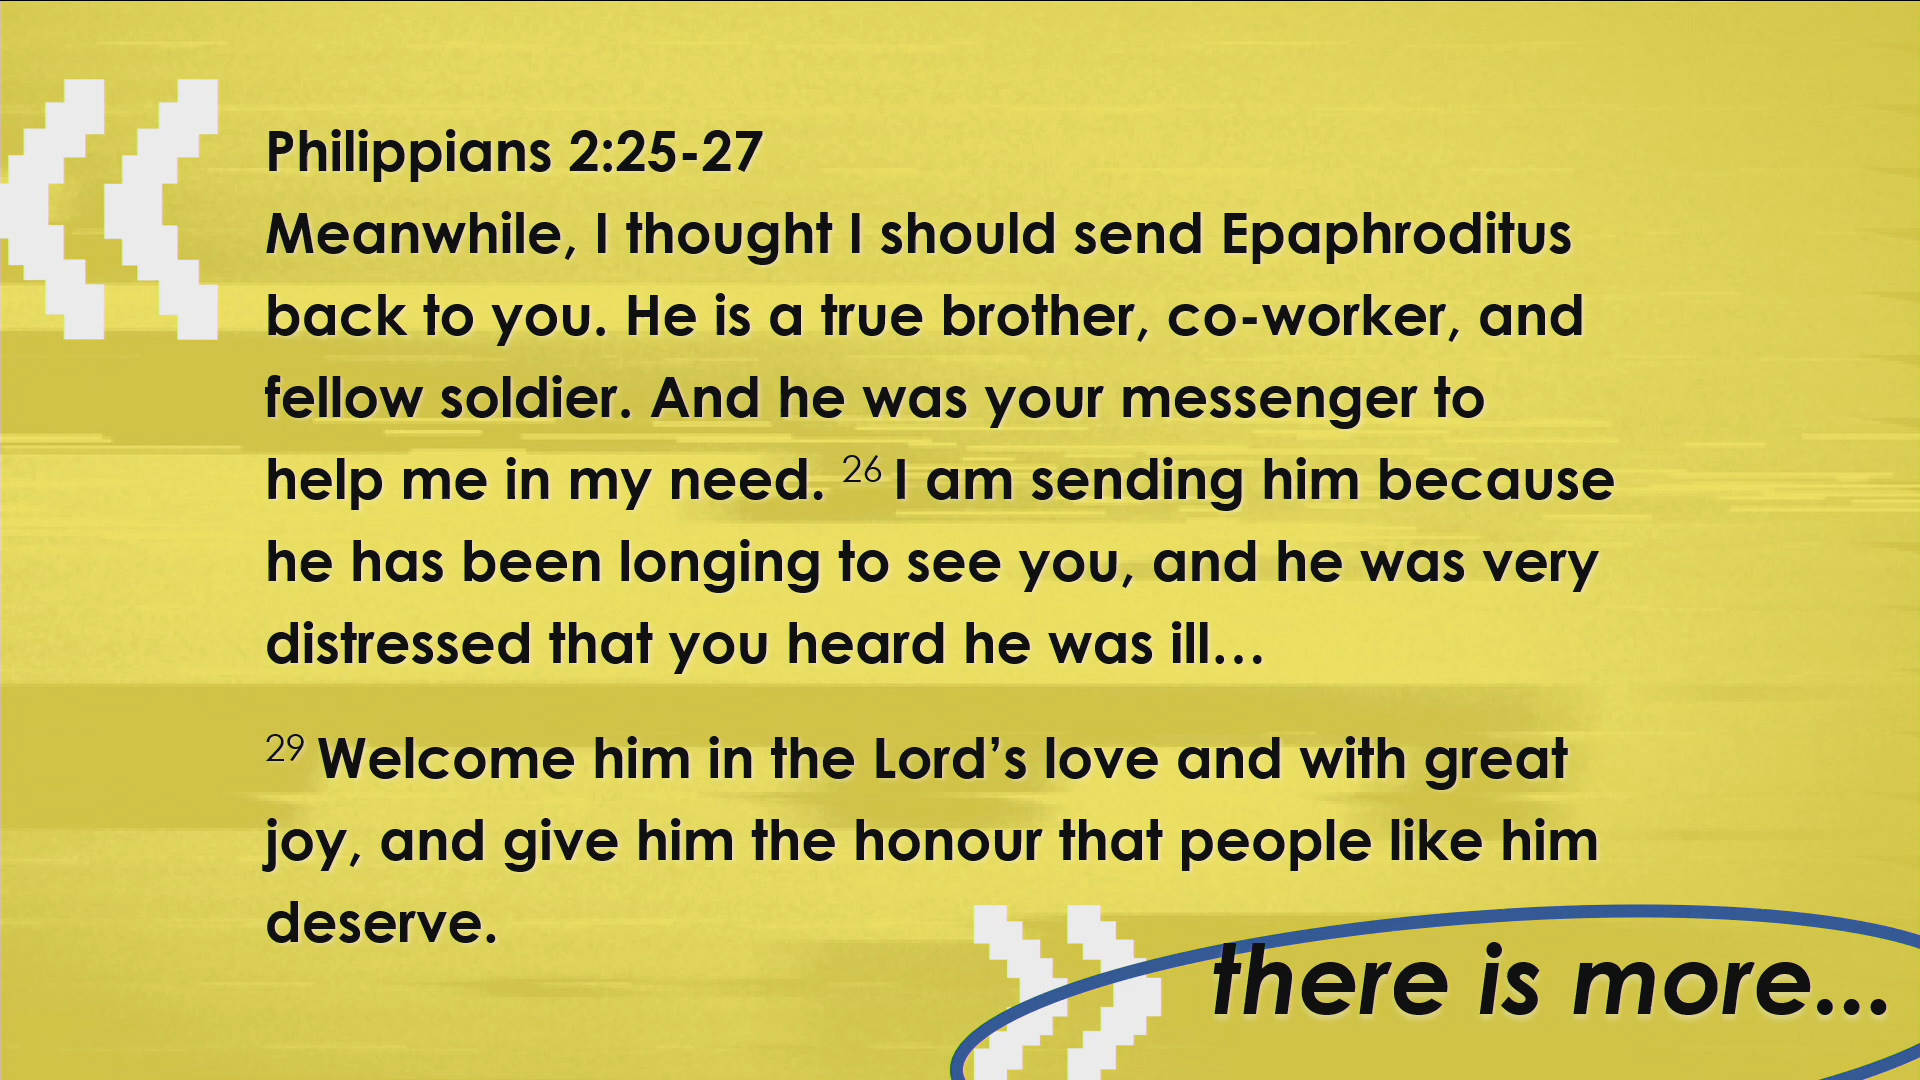 Philippians 2:25-27
Meanwhile, I thought I should send Epaphroditus
back to you. He is a true brother, co-worker, and
fellow soldier. And he was your messenger to
help me in my need. 26 I am sending him because
he has been longing to see you, and he was very
distressed that you heard he was ill…
29 Welcome him in the Lord’s love and with great
joy, and give him the honour that people like him
deserve.
there is more...